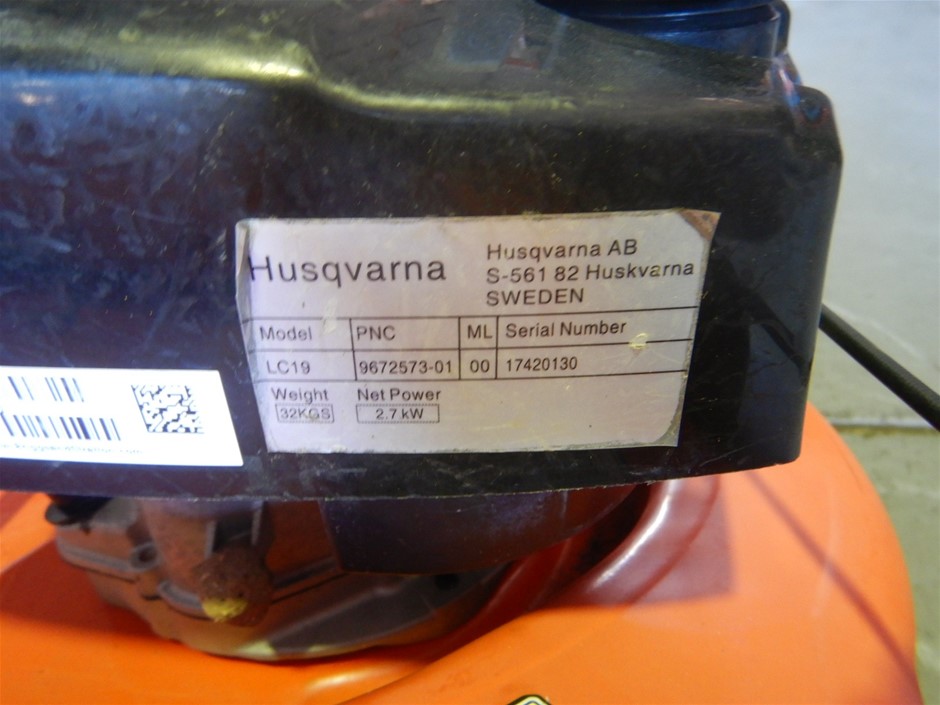 Husqvarna
Husqvarna AB
S-561 82 Huskvarna
SWEDEN
Model PNC ML Serial Number
LC19 9672573-01 00 17420130
Weight Net Power
32KGS 2.7 kW